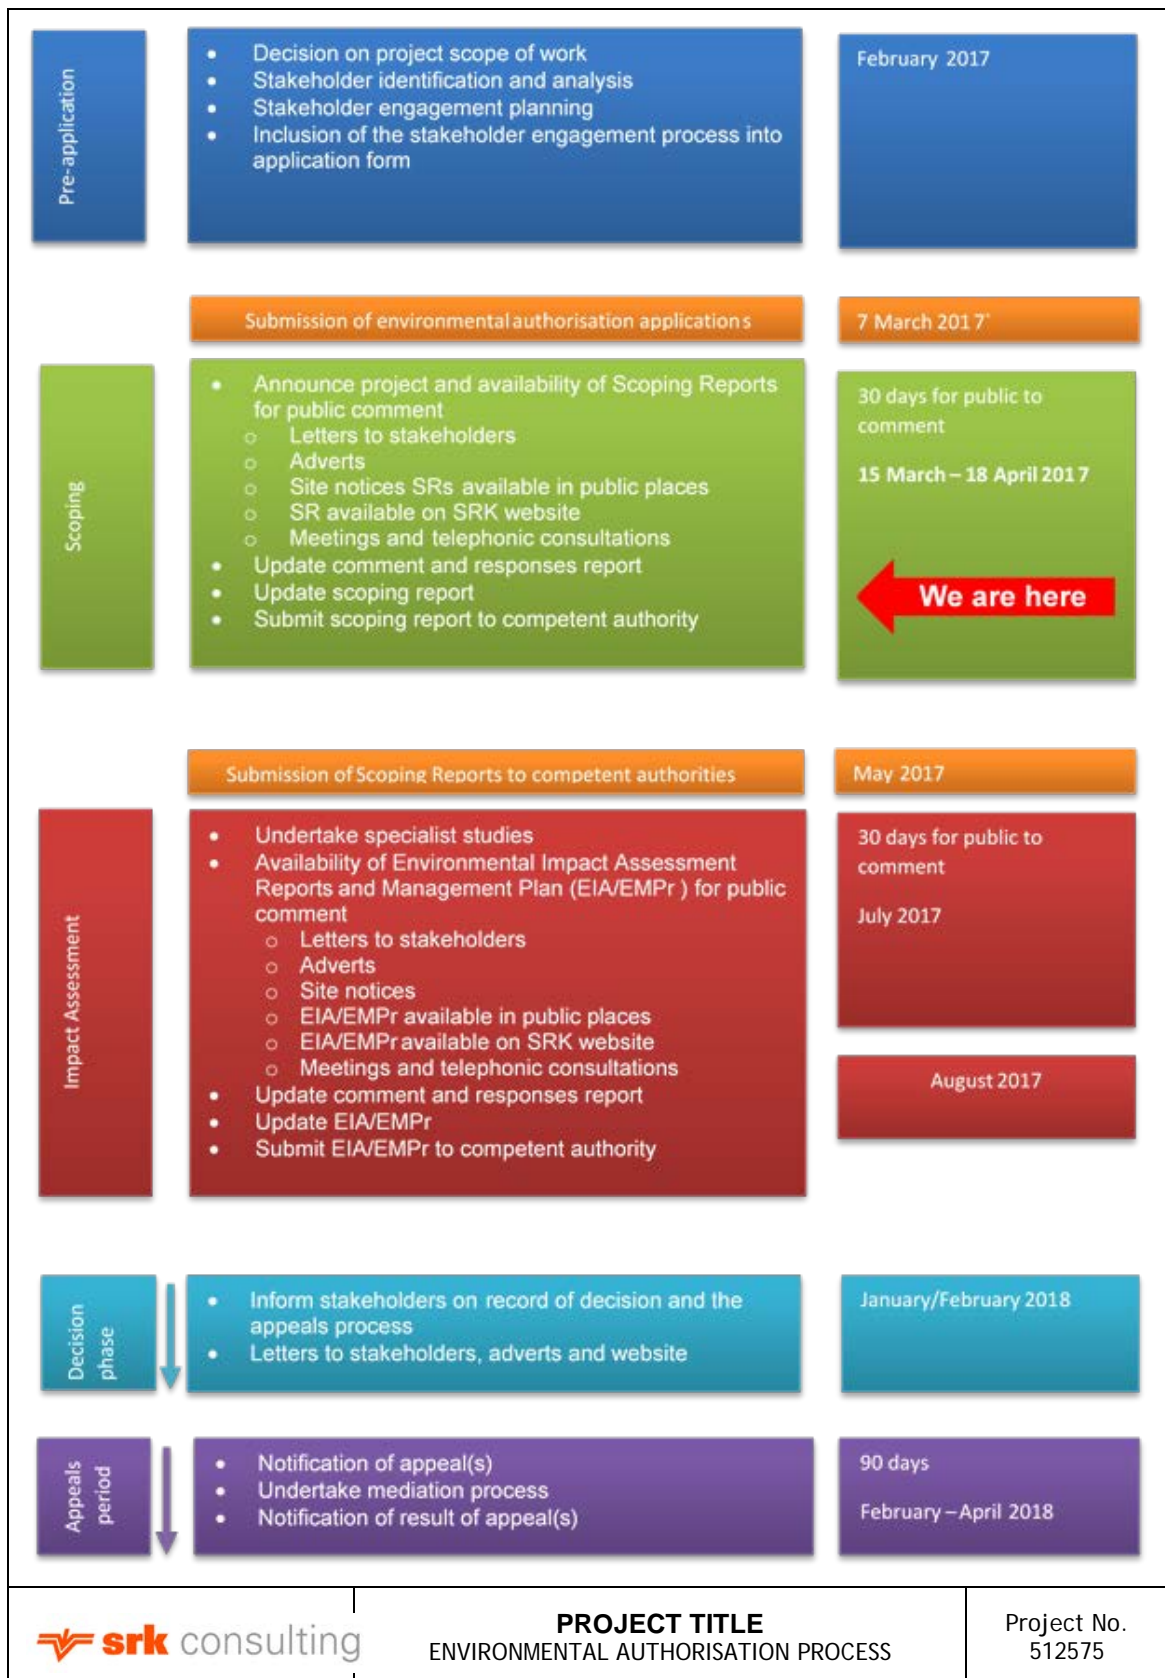 Pre-application
• Decision on project scope of work
• Stakeholder identification and analysis
• Stakeholder engagement planning
• Inclusion of the stakeholder engagement process into
application form
February 2017
Submission of environmental authorisation applications
7 March 2017*
Scoping
• Announce project and availability of Scoping Reports
for public comment
o Letters to stakeholders
o Adverts
o Site notices SRs available in public places
o SR available on SRK website
o Meetings and telephonic consultations
• Update comment and responses report
• Update scoping report
• Submit scoping report to competent authority
30 days for public to
comment
15 March – 18 April 2017
We are here
Submission of Scoping Reports to competent authorities
May 2017
Impact Assessment
• Undertake specialist studies
• Availability of Environmental Impact Assessment
Reports and Management Plan (EIA/EMPr ) for public
comment
o Letters to stakeholders
o Adverts
o Site notices
o EIA/EMPr available in public places
o EIA/EMPr available on SRK website
o Meetings and telephonic consultations
• Update comment and responses report
• Update EIA/EMPr
• Submit EIA/EMPr to competent authority
30 days for public to
comment
July 2017
August 2017
Decision
phase
• Inform stakeholders on record of decision and the
appeals process
• Letters to stakeholders, adverts and website
January/February 2018
Appeals
period
• Notification of appeal(s)
• Undertake mediation process
• Notification of result of appeal(s)
90 days
February – April 2018
srk consulting
PROJECT TITLE
ENVIRONMENTAL AUTHORISATION PROCESS
Project No.
512575